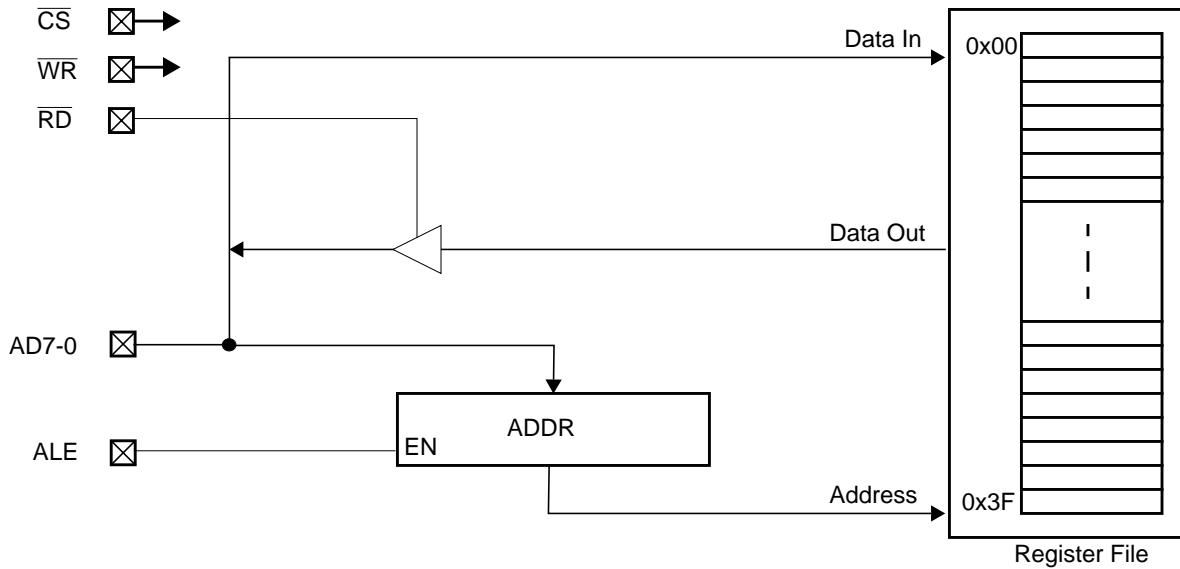 CS
Data In
0x00
WR
RD
Data Out
AD7-0
ADDR
EN
ALE
Address
0x3F
Register File